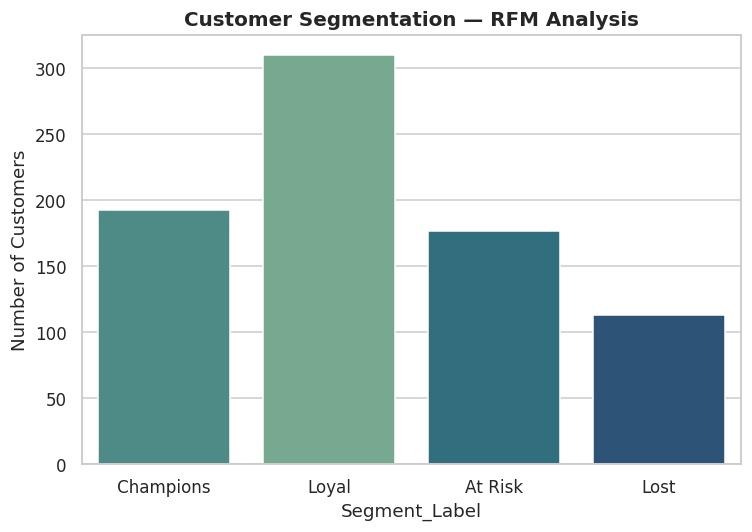 Customer Segmentation — RFM Analysis
Number of Customers
300
250
200
150
100
50
0
Champions Loyal At Risk Lost
Segment_Label